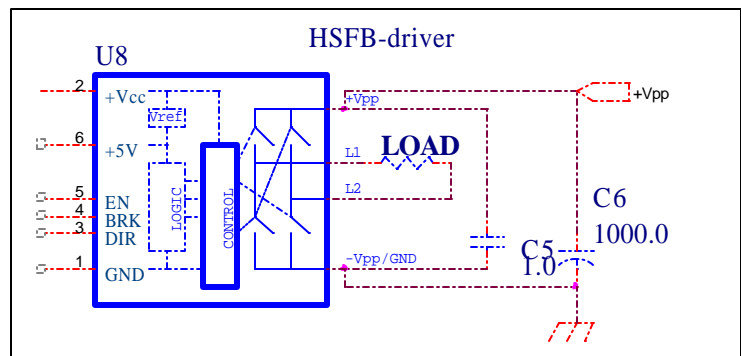 HSFB-driver
U8
2
+Vcc
Vref
+Vpp
+Vpp
6
+5V
L1
LOAD
LOGIC
CONTROL
L2
5
EN
4
BRK
3
DIR
C6
1000.0
C5
1.0
1
GND
-Vpp/GND